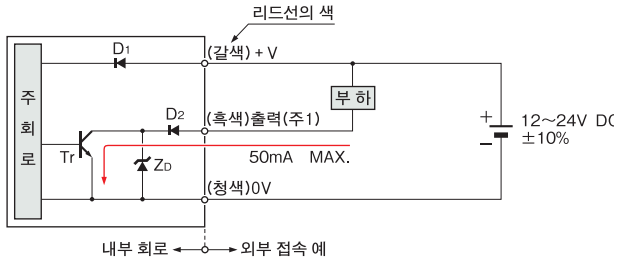 리드선의 색
D1
(갈색) + V
주
회
로
부 하
D2
(흑색)출력(주1)
12~24V DC
±10%
Tr
ZD
50mA MAX.
(청색)0V
내부 회로
외부 접속 예